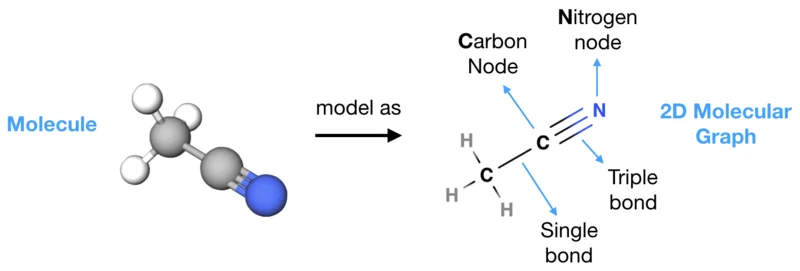 Molecule
model as
Carbon
Node
Nitrogen
node
N
C
H
C
H
H
Triple
bond
Single
bond
2D Molecular
Graph